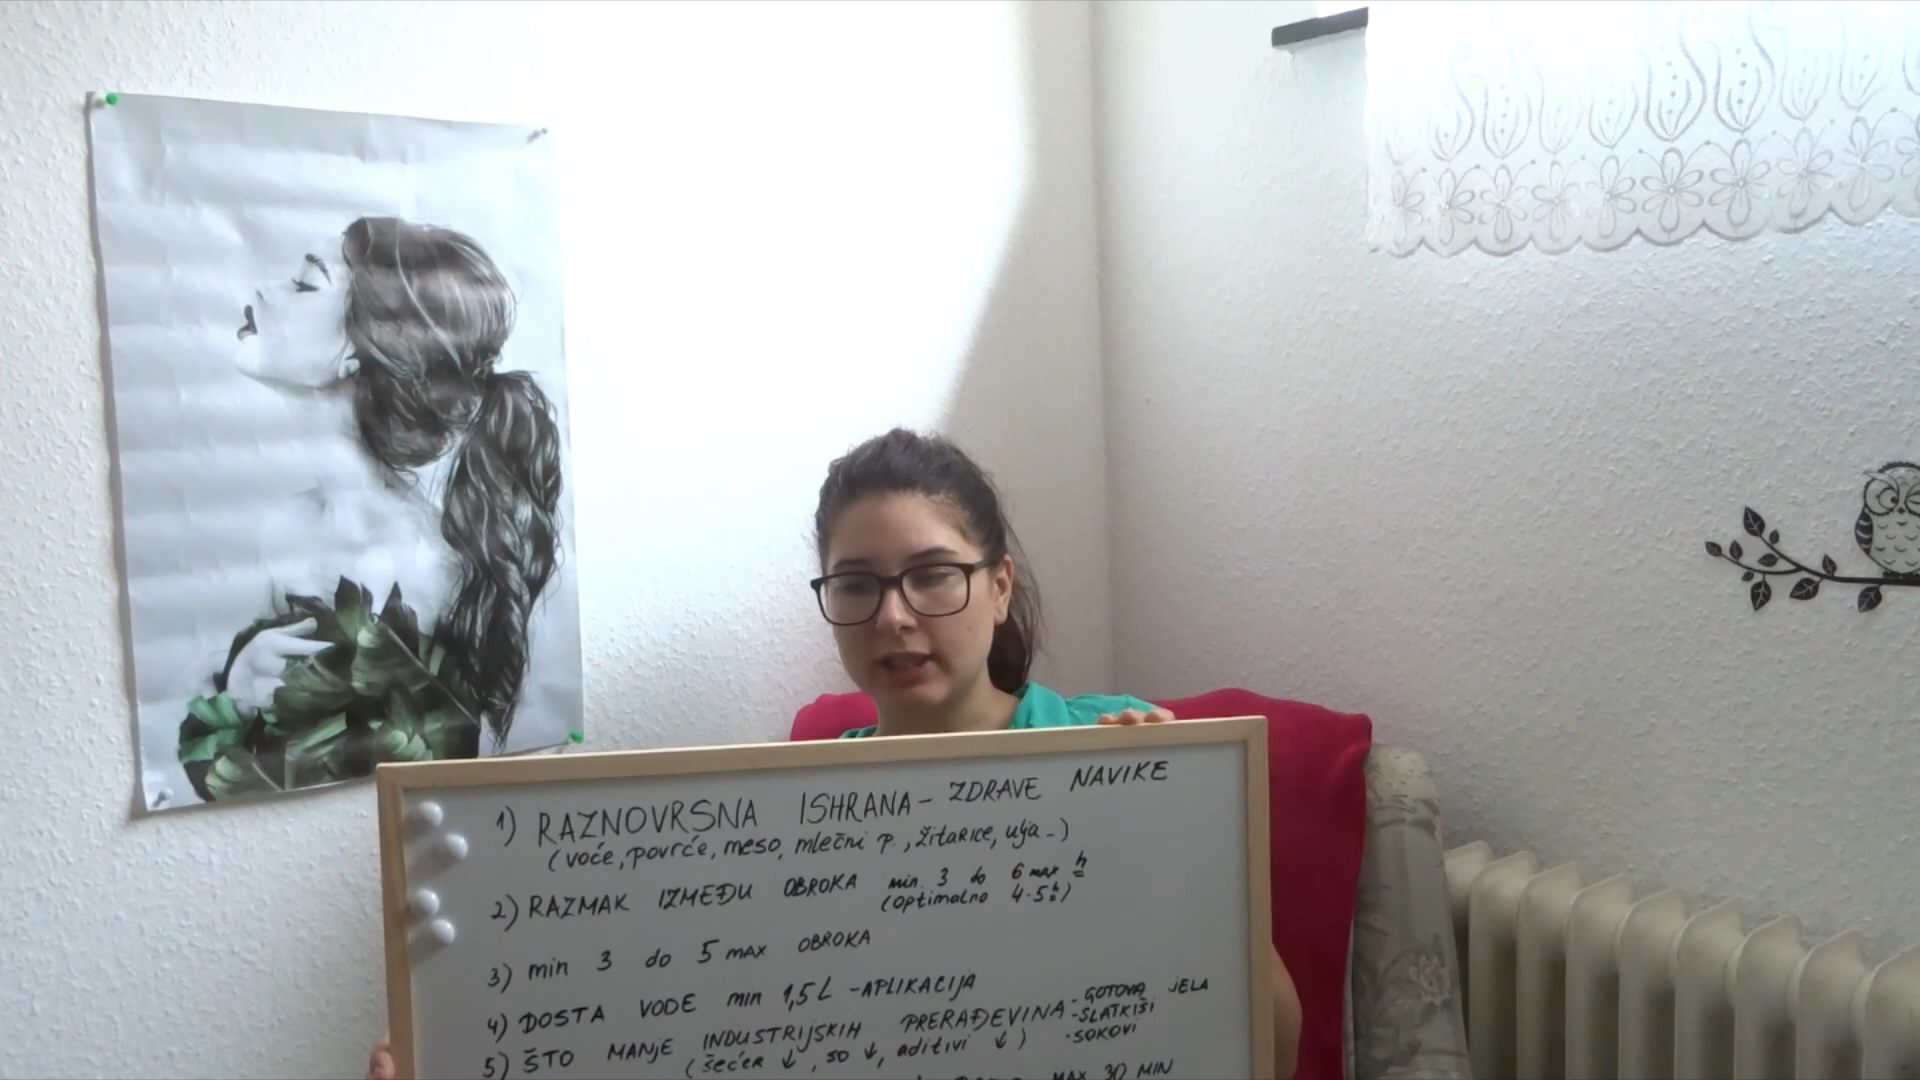 1) RAZNOVRSNA ISHRANA - ZDRAVE NAVIKE
(voće, povrće, meso, mlečni p., žitarice, ulja...)
2) RAZMAK IZMEĐU OBROKA min. 3 do 6 max h
(optimalno 4-5h)
3) min 3 do 5 max OBROKA
4) DOSTA VODE min 1,5 L - APLIKACIJA
5) ŠTO MANJE INDUSTRIJSKIH PRERAĐEVINA - GOTOVA JELA
- SLATKIŠI
(šećer ↓, so ↓, aditivi ↓) - SOKOVI
MAX 30 MIN